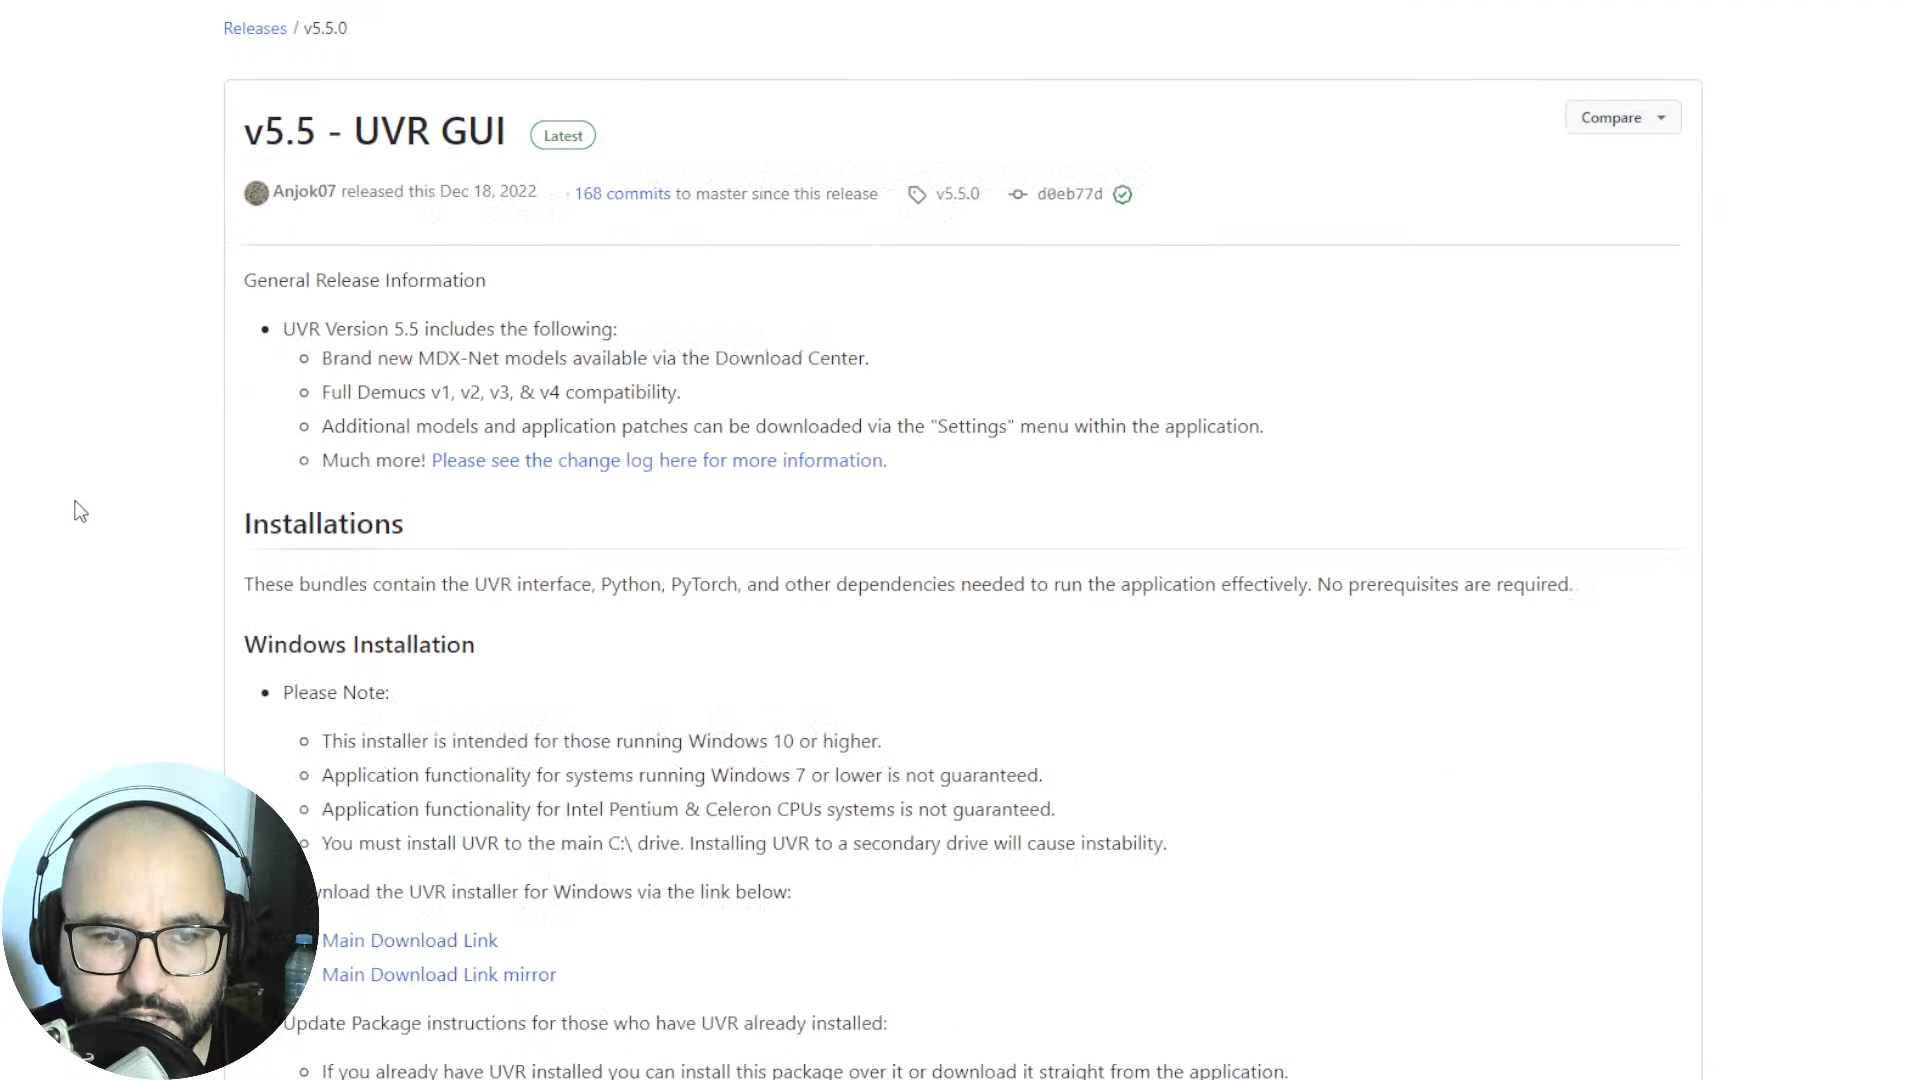 Releases / v5.5.0
v5.5 - UVR GUI Latest
Compare
Anjok07 released this Dec 18, 2022 · 168 commits to master since this release v5.5.0 d0eb77d
General Release Information
UVR Version 5.5 includes the following:
Brand new MDX-Net models available via the Download Center.
Full Demucs v1, v2, v3, & v4 compatibility.
Additional models and application patches can be downloaded via the "Settings" menu within the application.
Much more! Please see the change log here for more information.
Installations
These bundles contain the UVR interface, Python, PyTorch, and other dependencies needed to run the application effectively. No prerequisites are required.
Windows Installation
Please Note:
This installer is intended for those running Windows 10 or higher.
Application functionality for systems running Windows 7 or lower is not guaranteed.
Application functionality for Intel Pentium & Celeron CPUs systems is not guaranteed.
You must install UVR to the main C:\ drive. Installing UVR to a secondary drive will cause instability.
the UVR installer for Windows via the link below:
Main Download Link
Main Download Link mirror
Update Package instructions for those who have UVR already installed:
If you already have UVR installed you can install this package over it or download it straight from the application.